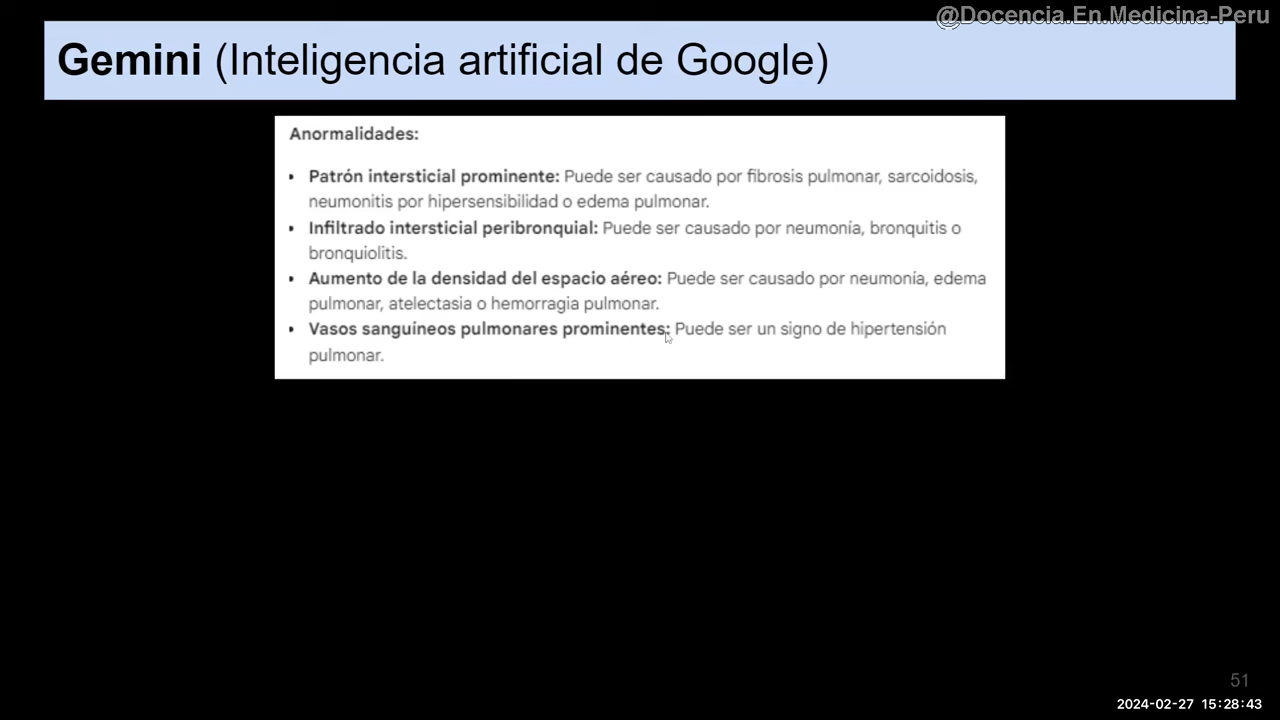 @Docencia.En.Medicina-Peru
Gemini (Inteligencia artificial de Google)
Anormalidades:
• Patrón intersticial prominente: Puede ser causado por fibrosis pulmonar, sarcoidosis,
neumonitis por hipersensibilidad o edema pulmonar.
• Infiltrado intersticial peribronquial: Puede ser causado por neumonía, bronquitis o
bronquiolitis.
• Aumento de la densidad del espacio aéreo: Puede ser causado por neumonía, edema
pulmonar, atelectasia o hemorragia pulmonar.
• Vasos sanguíneos pulmonares prominentes: Puede ser un signo de hipertensión
pulmonar.
51
2024-02-27 15:28:43